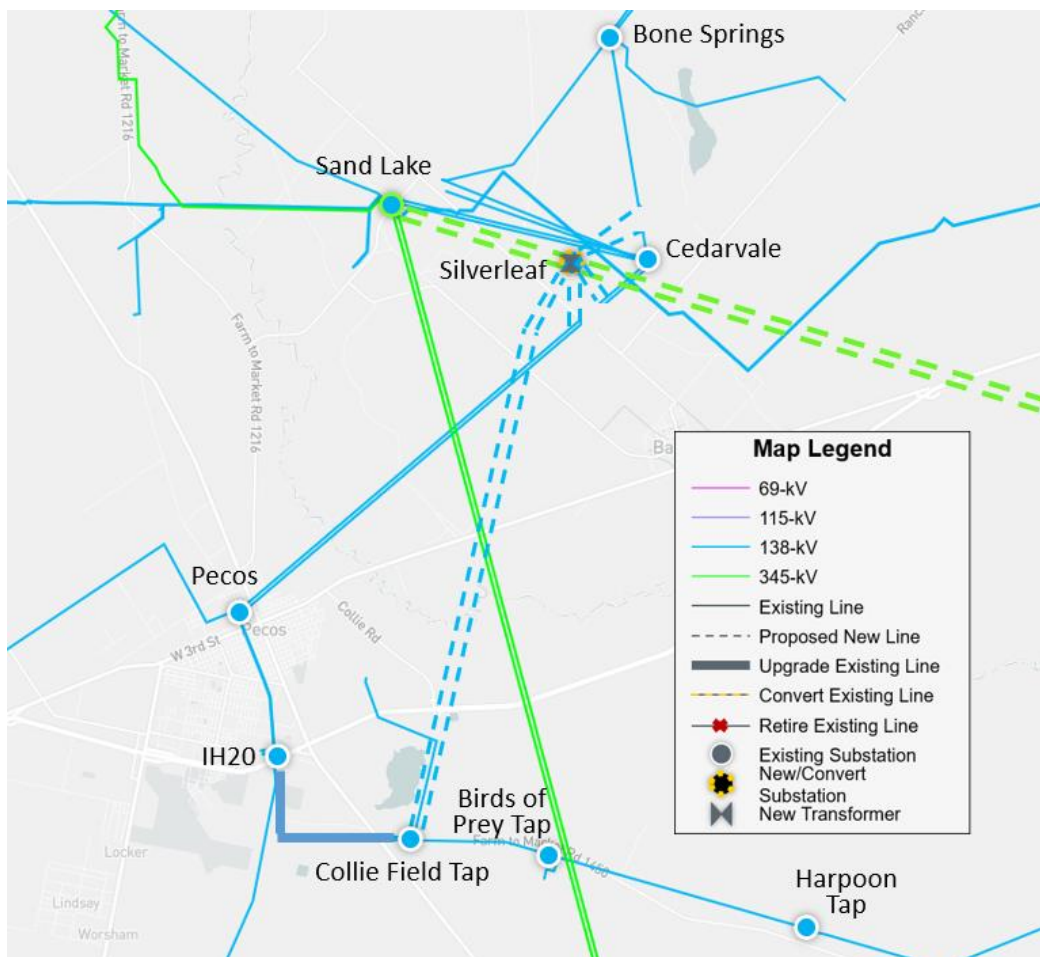 Farm to Market Rd 1216
Ranc
Bone Springs
Sand Lake
Cedarvale
Silverleaf
Farm to Market Rd 1216
Ba
Map Legend
69-kV
115-kV
138-kV
345-kV
Existing Line
Proposed New Line
Upgrade Existing Line
Convert Existing Line
Retire Existing Line
Existing Substation
New/Convert
Substation
New Transformer
Pecos
Pecos
W 3rd St
Collie Rd
IH20
Birds of
Prey Tap
Farm to Market Rd 1450
Collie Field Tap
Locker
Lindsay
Worsham
Harpoon
Tap